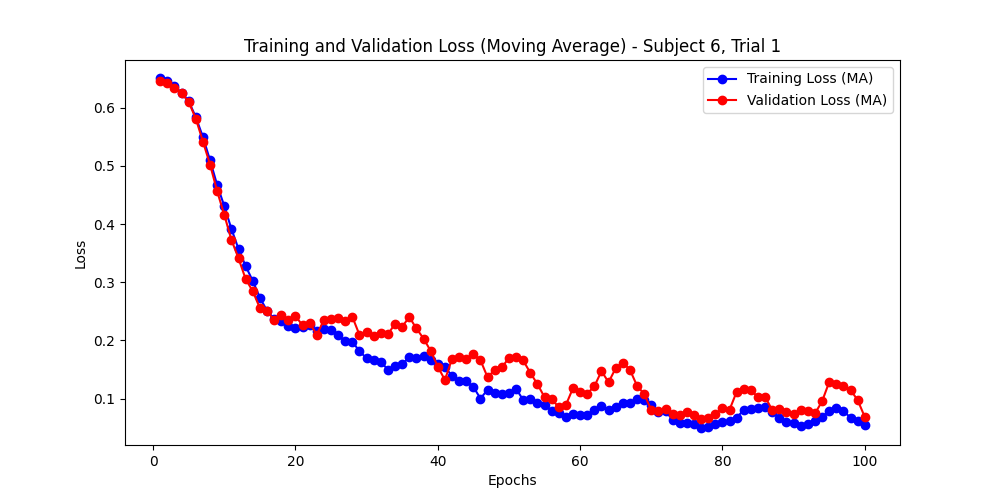 Training and Validation Loss (Moving Average) - Subject 6, Trial 1
Training Loss (MA)
Validation Loss (MA)
0.6
0.5
0.4
0.3
0.2
0.1
Loss
0
20
40
60
80
100
Epochs